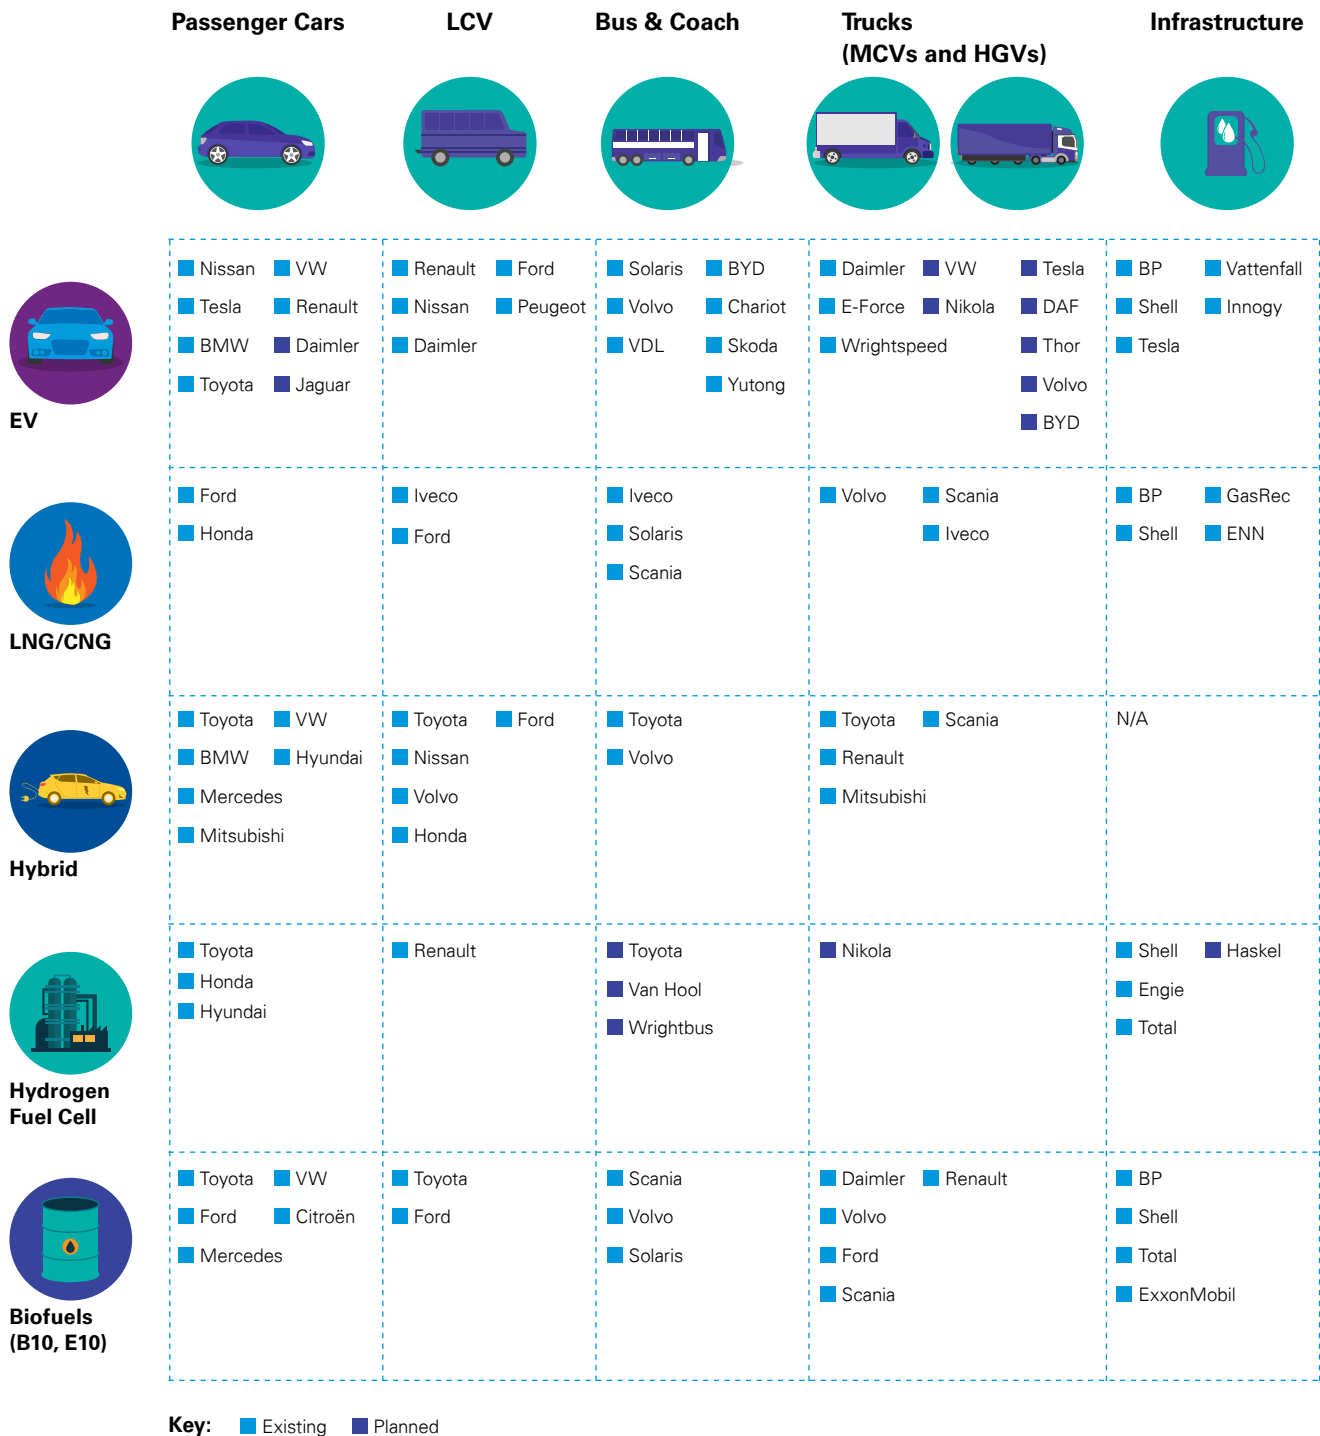 Passenger Cars LCV Bus & Coach Trucks Infrastructure
(MCVs and HGVs)
EV
Nissan VW
Tesla Renault
BMW Daimler
Toyota Jaguar
Renault Ford
Nissan Peugeot
Daimler
Solaris BYD
Volvo Chariot
VDL Skoda
Yutong
Daimler VW Tesla
E-Force Nikola DAF
Wrightspeed Thor
Volvo
BYD
BP Vattenfall
Shell Innogy
Tesla
LNG/CNG
Ford
Honda
Iveco
Ford
Iveco
Solaris
Scania
Volvo Scania
Iveco
BP GasRec
Shell ENN
Hybrid
Toyota VW
BMW Hyundai
Mercedes
Mitsubishi
Toyota Ford
Nissan
Volvo
Honda
Toyota
Volvo
Toyota Scania
Renault
Mitsubishi
N/A
Hydrogen
Fuel Cell
Toyota
Honda
Hyundai
Renault
Toyota
Van Hool
Wrightbus
Nikola
Shell Haskel
Engie
Total
Biofuels
(B10, E10)
Toyota VW
Ford Citroën
Mercedes
Toyota
Ford
Scania
Volvo
Solaris
Daimler Renault
Volvo
Ford
Scania
BP
Shell
Total
ExxonMobil
Key: Existing Planned